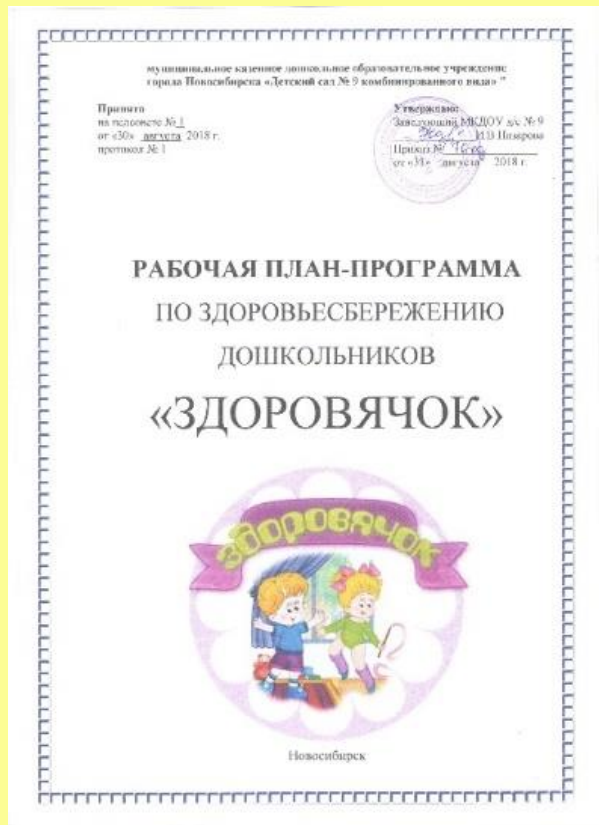 муниципальное казенное дошкольное образовательное учреждение
города Новосибирска «Детский сад № 9 комбинированного вида» "
Принято
на педсовете № 1
от «30» августа 2018 г.
протокол № 1
Утверждаю:
Заведующий МКДОУ д/с № 9
И.В Назарова
Приказ №
от «31» августа 2018 г.
РАБОЧАЯ ПЛАН-ПРОГРАММА
ПО ЗДОРОВЬЕСБЕРЕЖЕНИЮ
ДОШКОЛЬНИКОВ
«ЗДОРОВЯЧОК»
здоровячок
Новосибирск